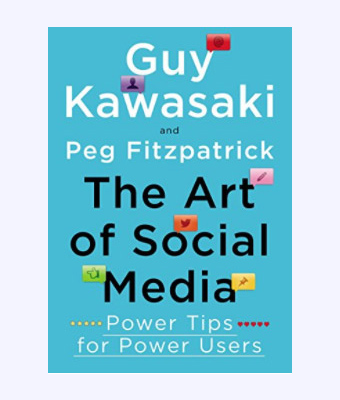 Guy
Kawasaki
and
Peg Fitzpatrick
The Art
of Social
Media
Power Tips
for Power Users